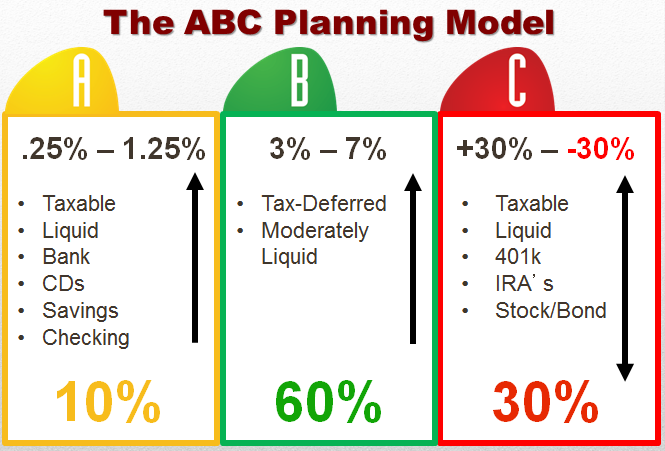 The ABC Planning Model
A
.25% – 1.25%
• Taxable
• Liquid
• Bank
• CDs
• Savings
• Checking
10%
B
3% – 7%
• Tax-Deferred
• Moderately
Liquid
60%
C
+30% – -30%
• Taxable
• Liquid
• 401k
• IRA’ s
• Stock/Bond
30%